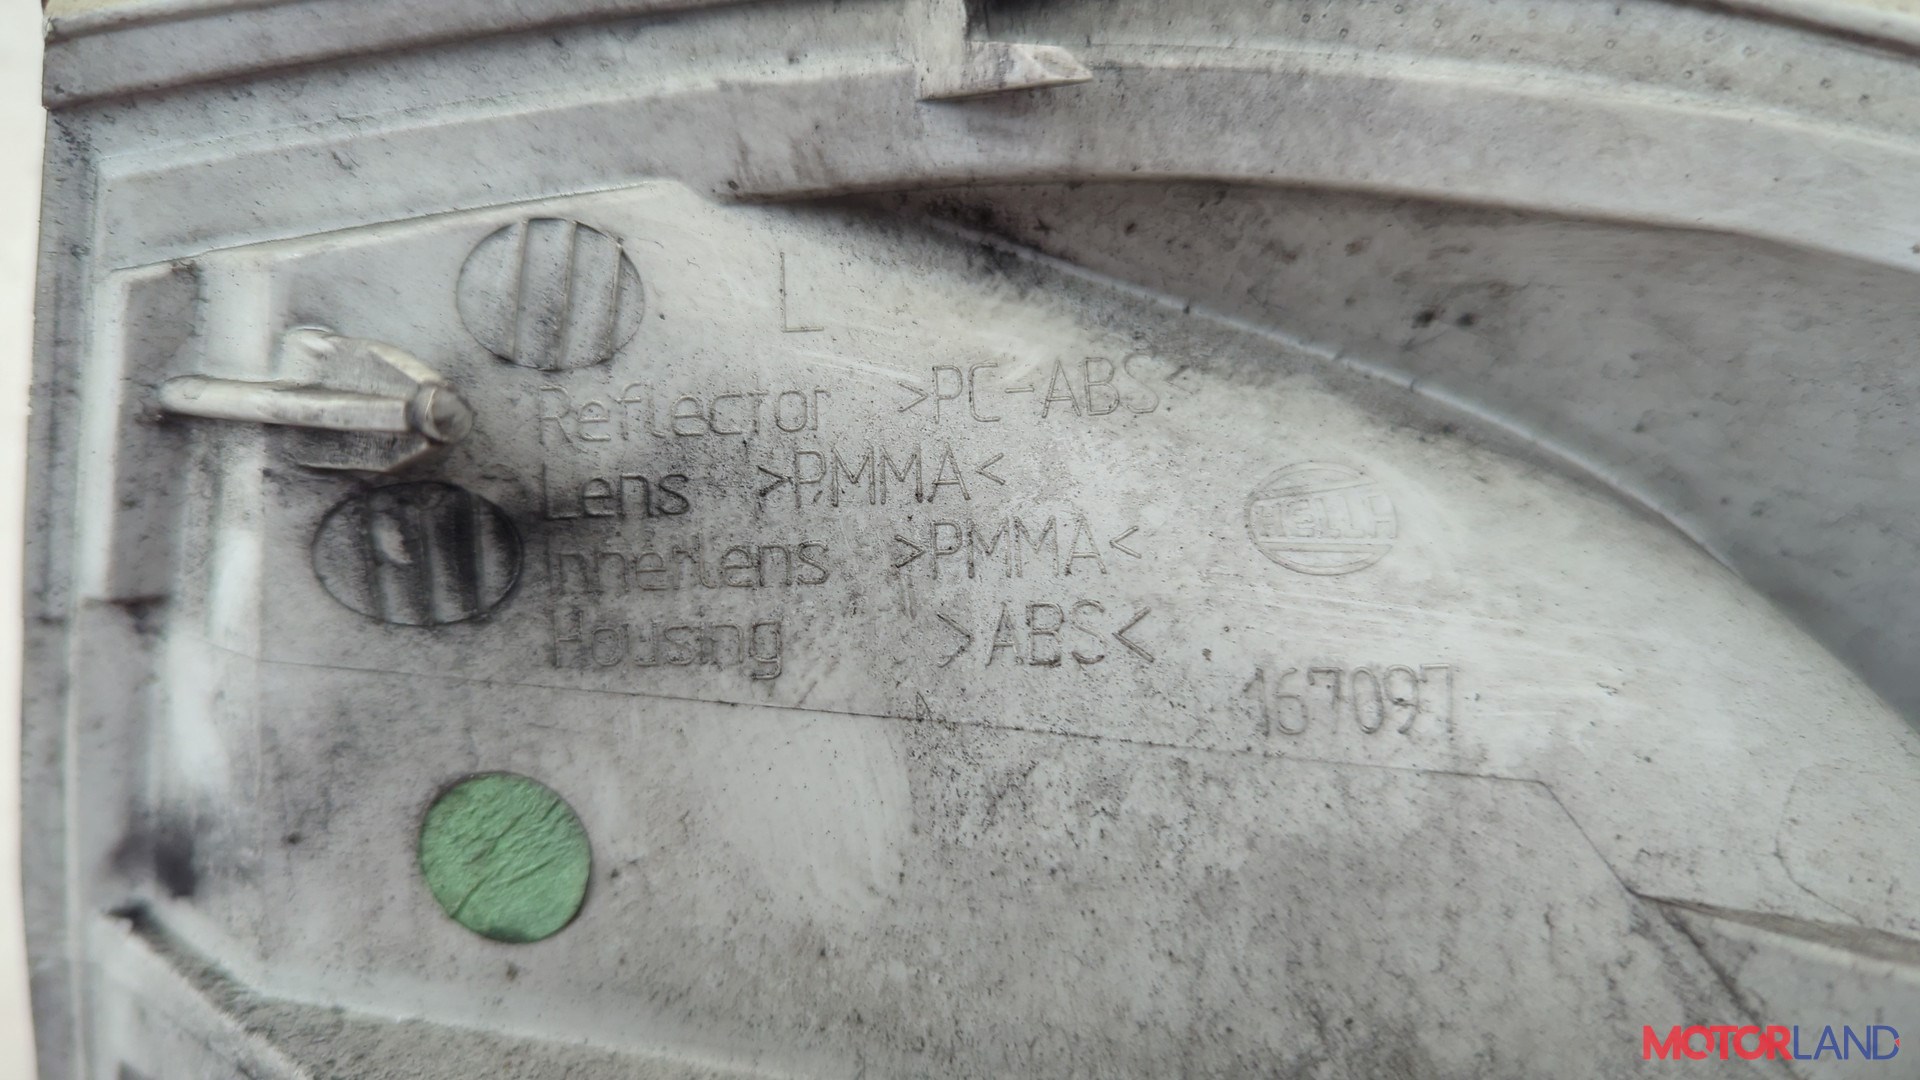 L
Reflector >PC-ABS<
Lens >PMMA<
Innerlens >PMMA<
HELLA
Housing >ABS<
167097
MOTORLAND